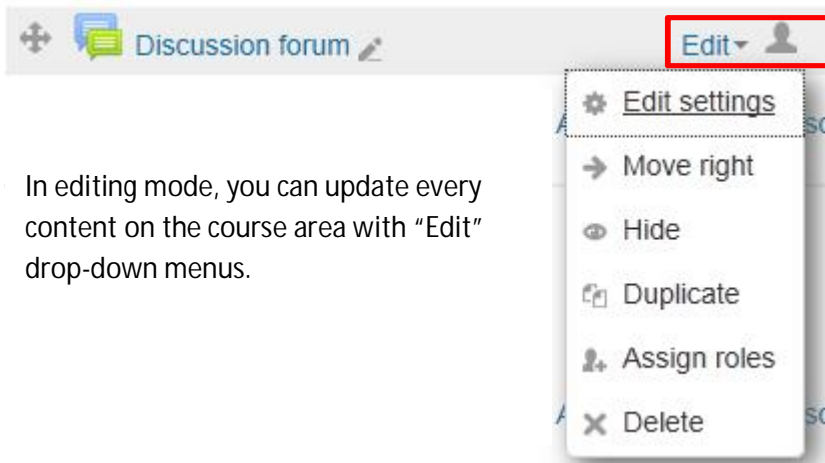 Discussion forum
Edit
Edit settings
Move right
In editing mode, you can update every
content on the course area with “Edit”
drop-down menus.
Hide
Duplicate
Assign roles
Delete